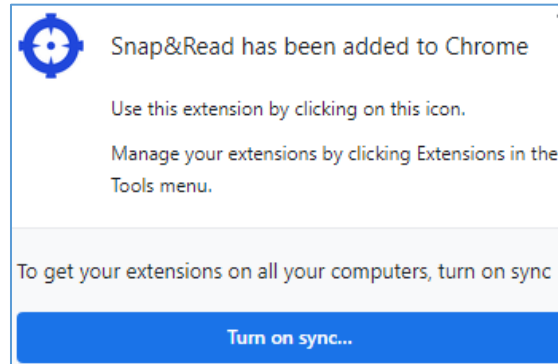 Snap&Read has been added to Chrome
Use this extension by clicking on this icon.
Manage your extensions by clicking Extensions in the
Tools menu.
To get your extensions on all your computers, turn on sync
Turn on sync...